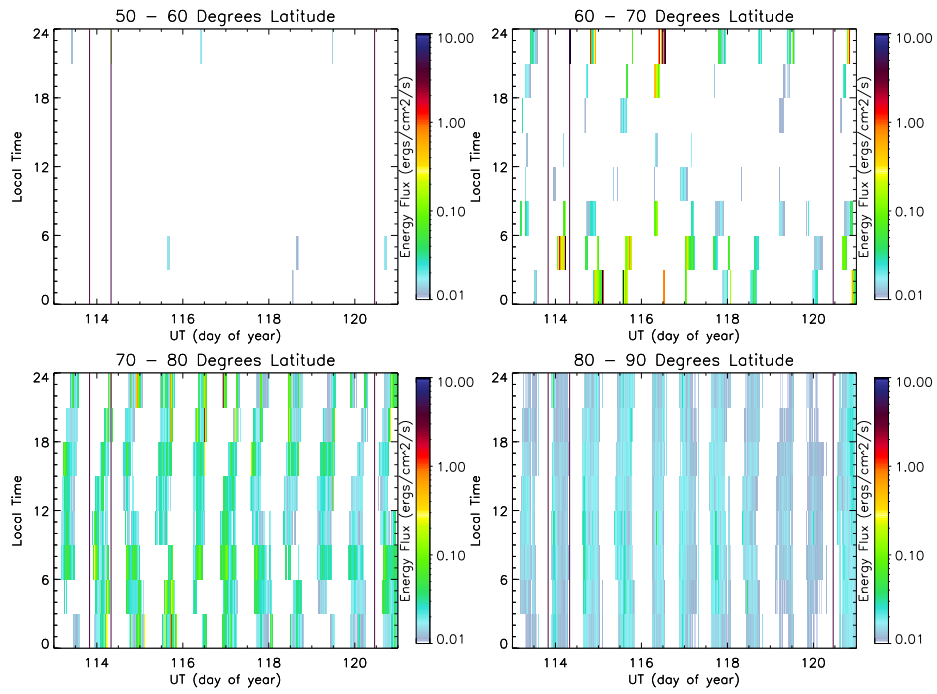 50 - 60 Degrees Latitude
24
18
12
6
0
Local Time
114 116 118 120
UT (day of year)
10.00
1.00
0.10
0.01
Energy Flux (ergs/cm^2/s)
60 - 70 Degrees Latitude
24
18
12
6
0
Local Time
114 116 118 120
UT (day of year)
10.00
1.00
0.10
0.01
Energy Flux (ergs/cm^2/s)
70 - 80 Degrees Latitude
24
18
12
6
0
Local Time
114 116 118 120
UT (day of year)
10.00
1.00
0.10
0.01
Energy Flux (ergs/cm^2/s)
80 - 90 Degrees Latitude
24
18
12
6
0
Local Time
114 116 118 120
UT (day of year)
10.00
1.00
0.10
0.01
Energy Flux (ergs/cm^2/s)